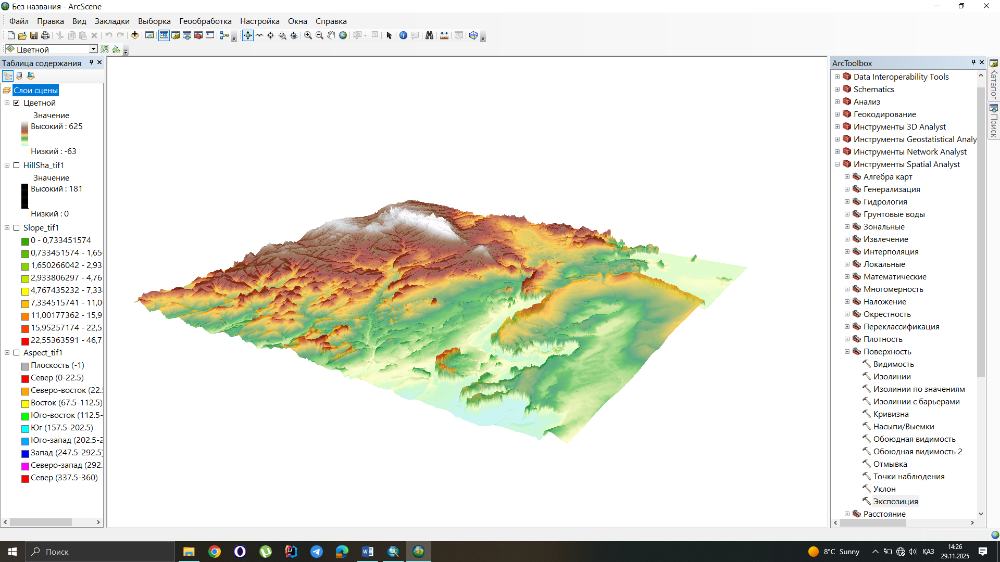 Без названия - ArcScene
Файл Правка Вид Закладки Выборка Геообработка Настройка Окна Справка
Цветной
Таблица содержания
Слои сцены
Цветной
Значение
Высокий : 625
Низкий : -63
HillSha_tif1
Значение
Высокий : 181
Низкий : 0
Slope_tif1
0 - 0,733451574
0,733451574 - 1,65
1,650266042 - 2,93
2,933806297 - 4,76
4,767435232 - 7,33
7,334515741 - 11,0
11,00177362 - 15,9
15,95257174 - 22,5
22,55363591 - 46,7
Aspect_tif1
Плоскость (-1)
Север (0-22.5)
Северо-восток (22.
Восток (67.5-112.5)
Юго-восток (112.5-
Юг (157.5-202.5)
Юго-запад (202.5-2
Запад (247.5-292.5)
Северо-запад (292.
Север (337.5-360)
ArcToolbox
Data Interoperability Tools
Schematics
Анализ
Геокодирование
Инструменты 3D Analyst
Инструменты Geostatistical Analy
Инструменты Network Analyst
Инструменты Spatial Analyst
Алгебра карт
Генерализация
Гидрология
Грунтовые воды
Зональные
Извлечение
Интерполяция
Локальные
Математические
Многомерность
Наложение
Окрестность
Переклассификация
Плотность
Поверхность
Видимость
Изолинии
Изолинии по значениям
Изолинии с барьерами
Кривизна
Насыпи/Выемки
Обоюдная видимость
Обоюдная видимость 2
Отмывка
Точки наблюдения
Уклон
Экспозиция
Расстояние
Каталог
Поиск
Поиск
8°C Sunny
ҚАЗ
14:26
29.11.2025